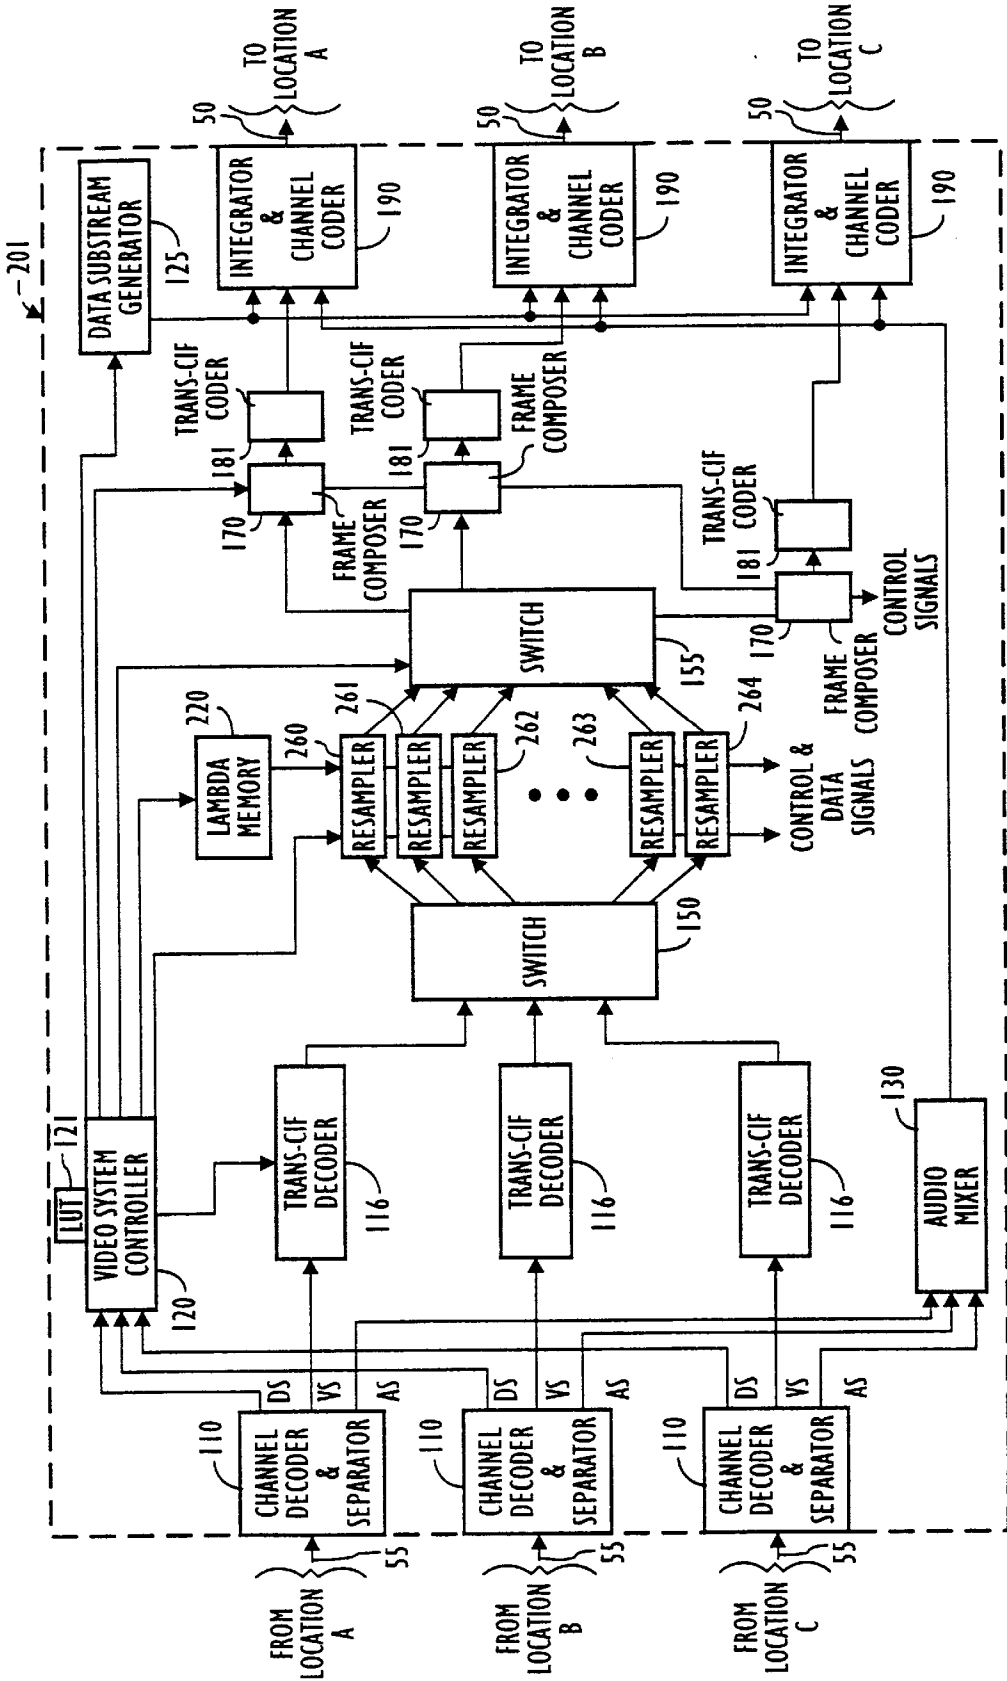 201
LUT
121
VIDEO SYSTEM
CONTROLLER
120
DATA SUBSTREAM
GENERATOR
125
LAMBDA
MEMORY
220
FROM
LOCATION
A
55
CHANNEL
DECODER
&
SEPARATOR
110
DS
VS
AS
TRANS-CIF
DECODER
116
FROM
LOCATION
B
55
CHANNEL
DECODER
&
SEPARATOR
110
DS
VS
AS
TRANS-CIF
DECODER
116
FROM
LOCATION
C
55
CHANNEL
DECODER
&
SEPARATOR
110
DS
VS
AS
TRANS-CIF
DECODER
116
AUDIO
MIXER
130
SWITCH
150
RESAMPLER
260
RESAMPLER
261
RESAMPLER
262
RESAMPLER
263
RESAMPLER
264
CONTROL &
DATA
SIGNALS
SWITCH
155
170
FRAME
COMPOSER
TRANS-CIF
CODER
181
170
FRAME
COMPOSER
TRANS-CIF
CODER
181
170
FRAME
COMPOSER
TRANS-CIF
CODER
181
CONTROL
SIGNALS
INTEGRATOR
&
CHANNEL
CODER
190
50
TO
LOCATION
A
INTEGRATOR
&
CHANNEL
CODER
190
50
TO
LOCATION
B
INTEGRATOR
&
CHANNEL
CODER
190
50
TO
LOCATION
C